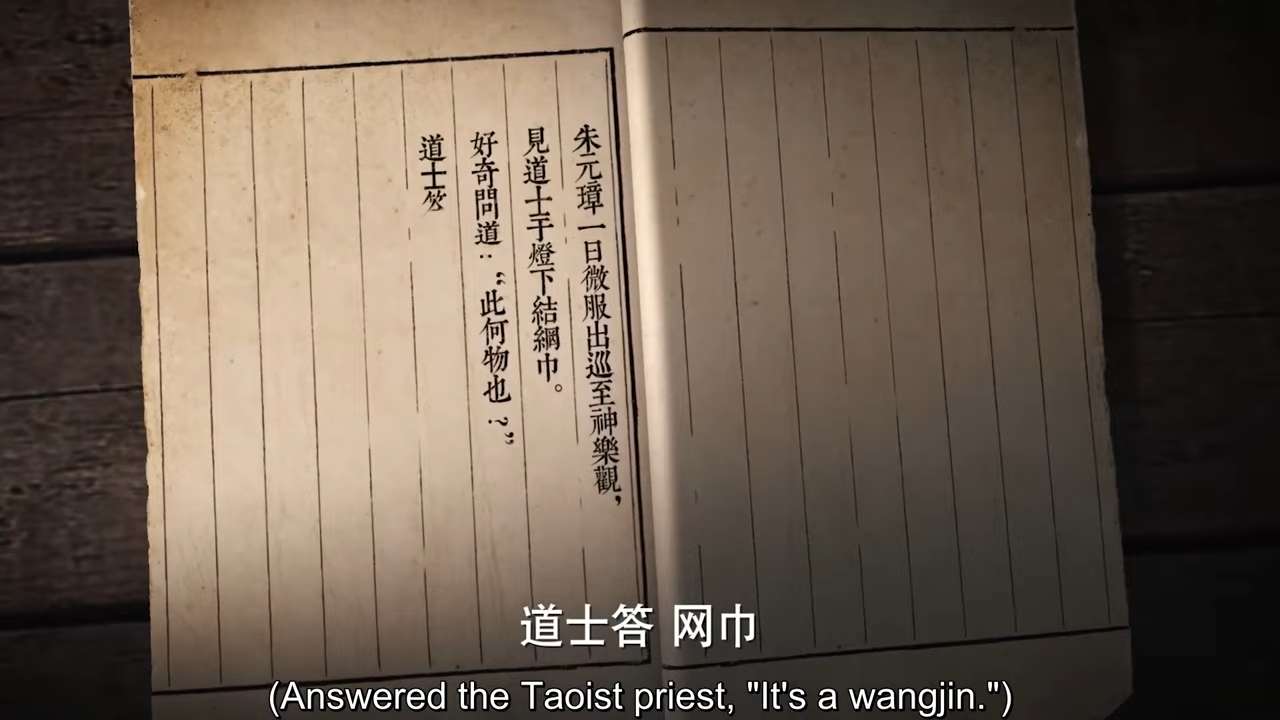 朱元璋一日微服出巡至神樂觀，
見道士于燈下結網巾。
好奇問道：“此何物也？”
道士答
道士答 网巾
(Answered the Taoist priest, "It's a wangjin.")